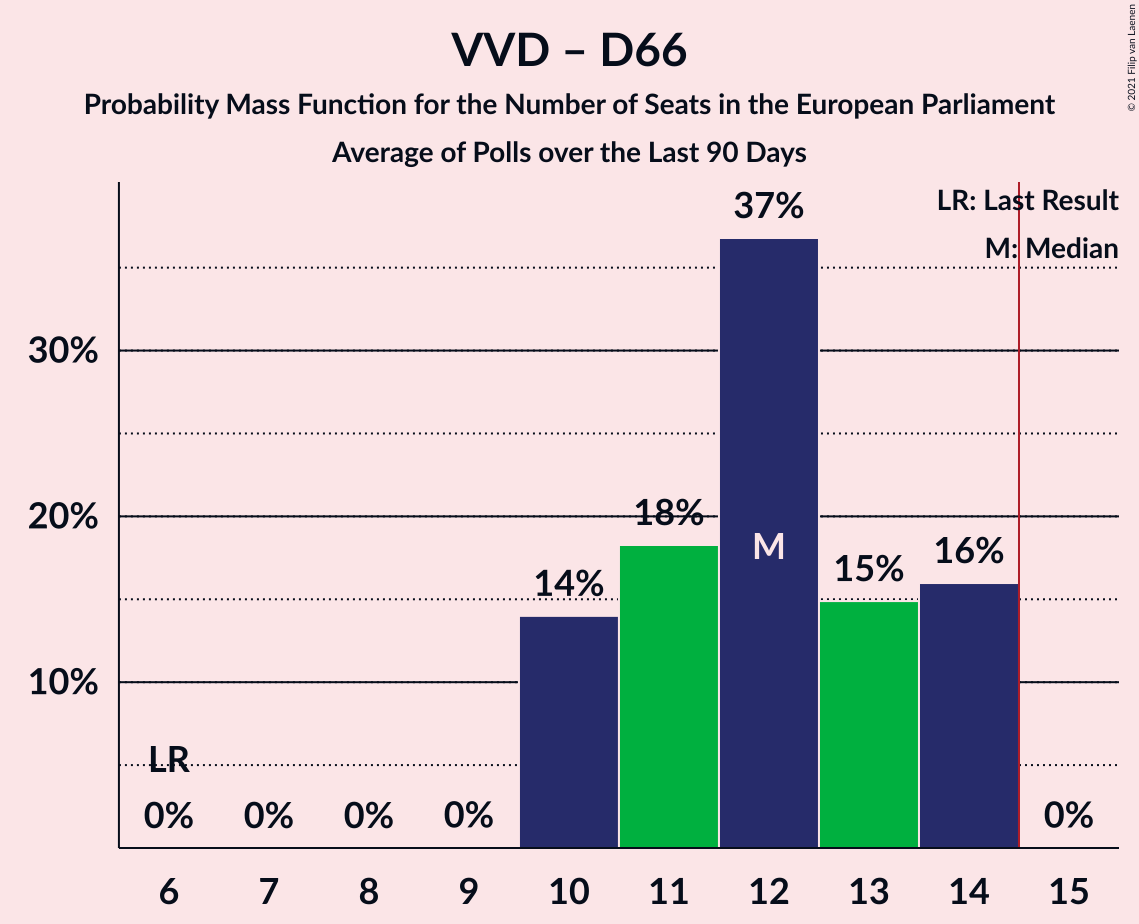 VVD – D66
Probability Mass Function for the Number of Seats in the European Parliament
Average of Polls over the Last 90 Days
© 2021 Filip van Laenen
LR: Last Result
M: Median
37%
30%
20%
18%
M
16%
15%
14%
10%
LR
0%
0%
0%
0%
0%
6
7
8
9
10
11
12
13
14
15